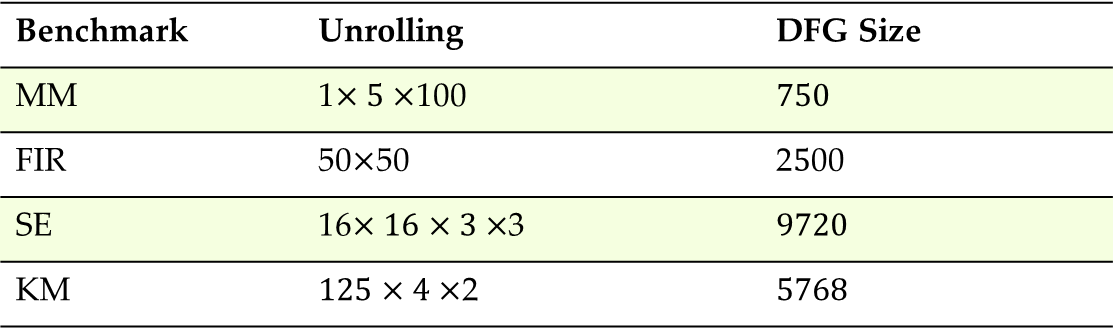 Benchmark Unrolling DFG Size
MM 1× 5 ×100 750
FIR 50×50 2500
SE 16× 16 × 3 ×3 9720
KM 125 × 4 ×2 5768